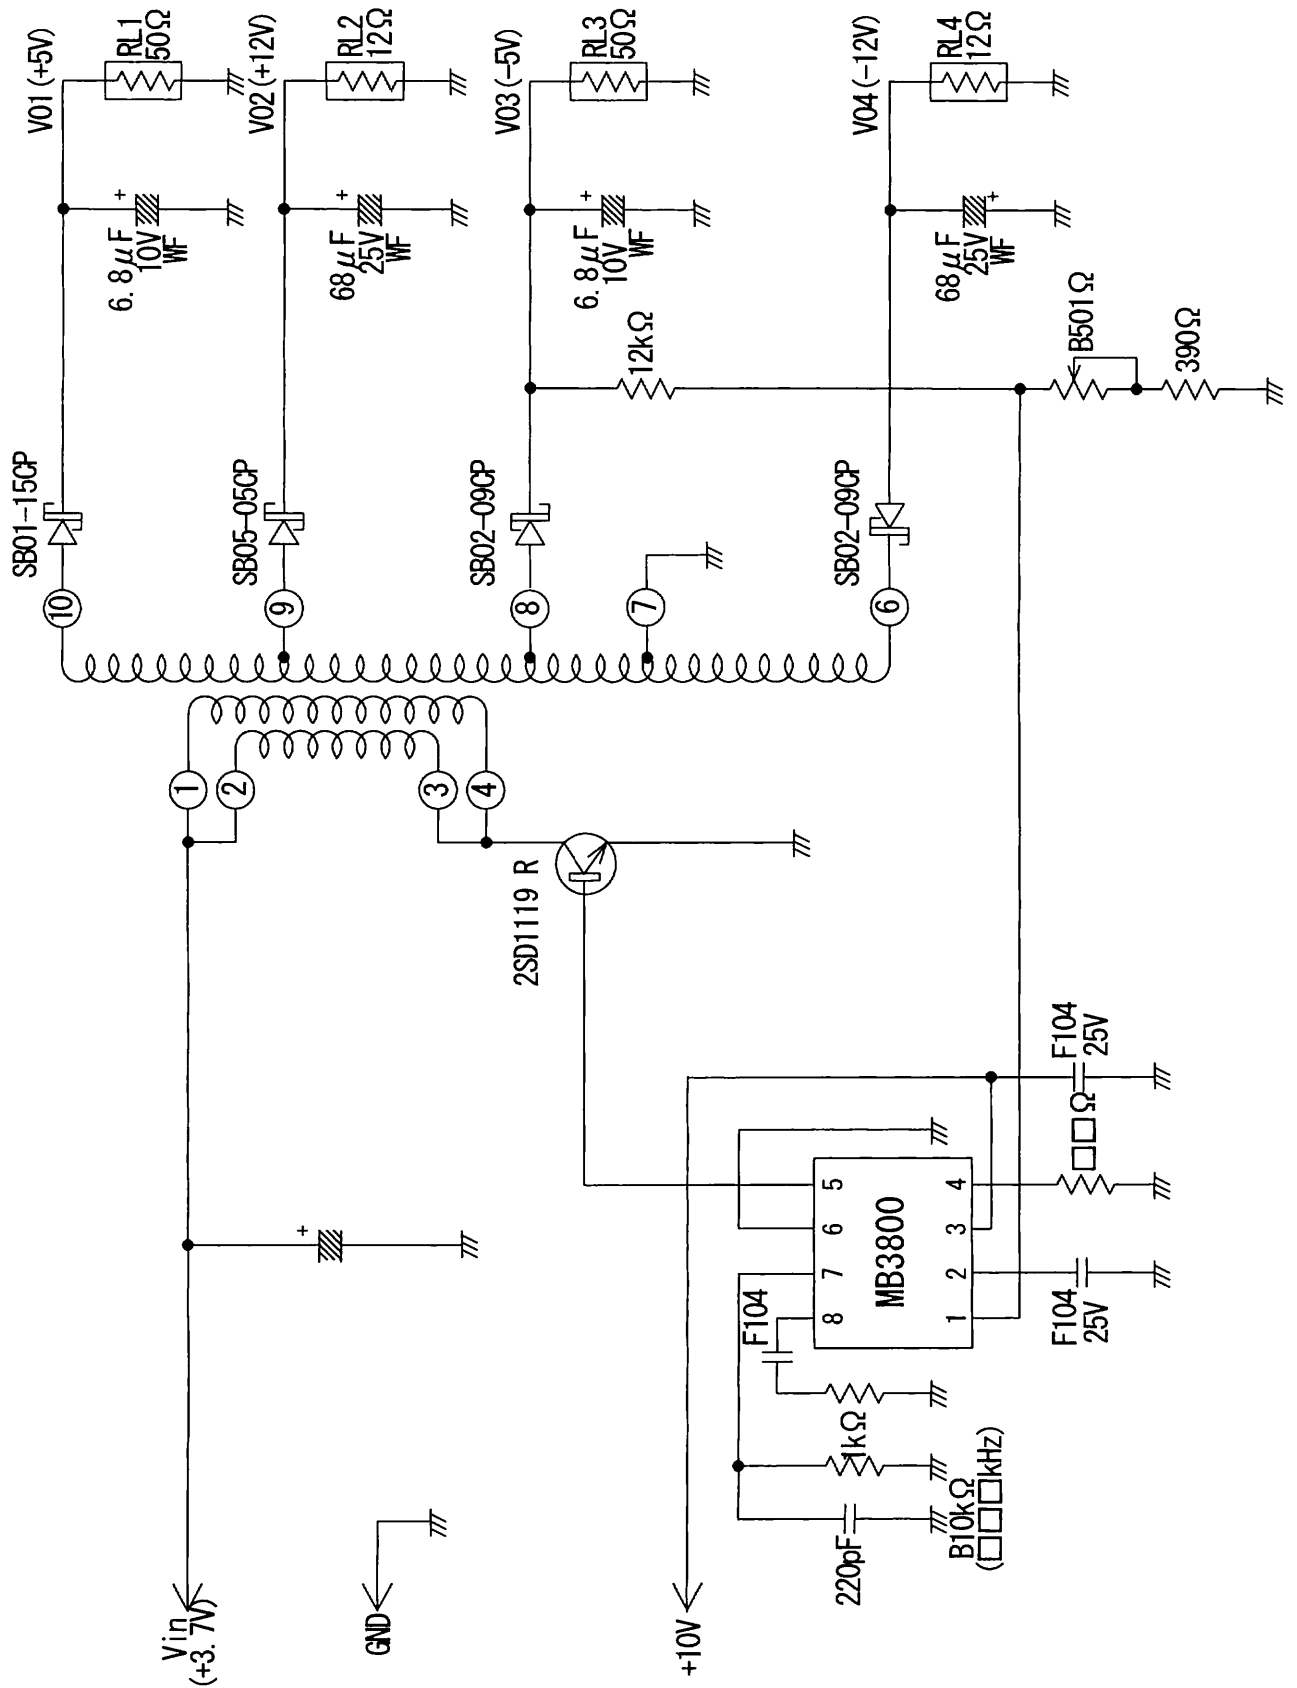 V01(+5V)
RL1
50Ω
6.8μF
10V
WF
SB01-15CP
10
V02(+12V)
RL2
12Ω
68μF
25V
WF
SB05-05CP
9
V03(-5V)
RL3
50Ω
6.8μF
10V
WF
12kΩ
SB02-09CP
8
7
V04(-12V)
RL4
12Ω
68μF
25V
WF
SB02-09CP
6
B501Ω
390Ω
1
2
3
4
2SD1119 R
+
+
+
+
+
Vin
(+3.7V)
GND
+10V
MB3800
8
7
6
5
1
2
3
4
F104
1kΩ
220pF
B10kΩ
(□□□kHz)
F104
25V
□□Ω
F104
25V